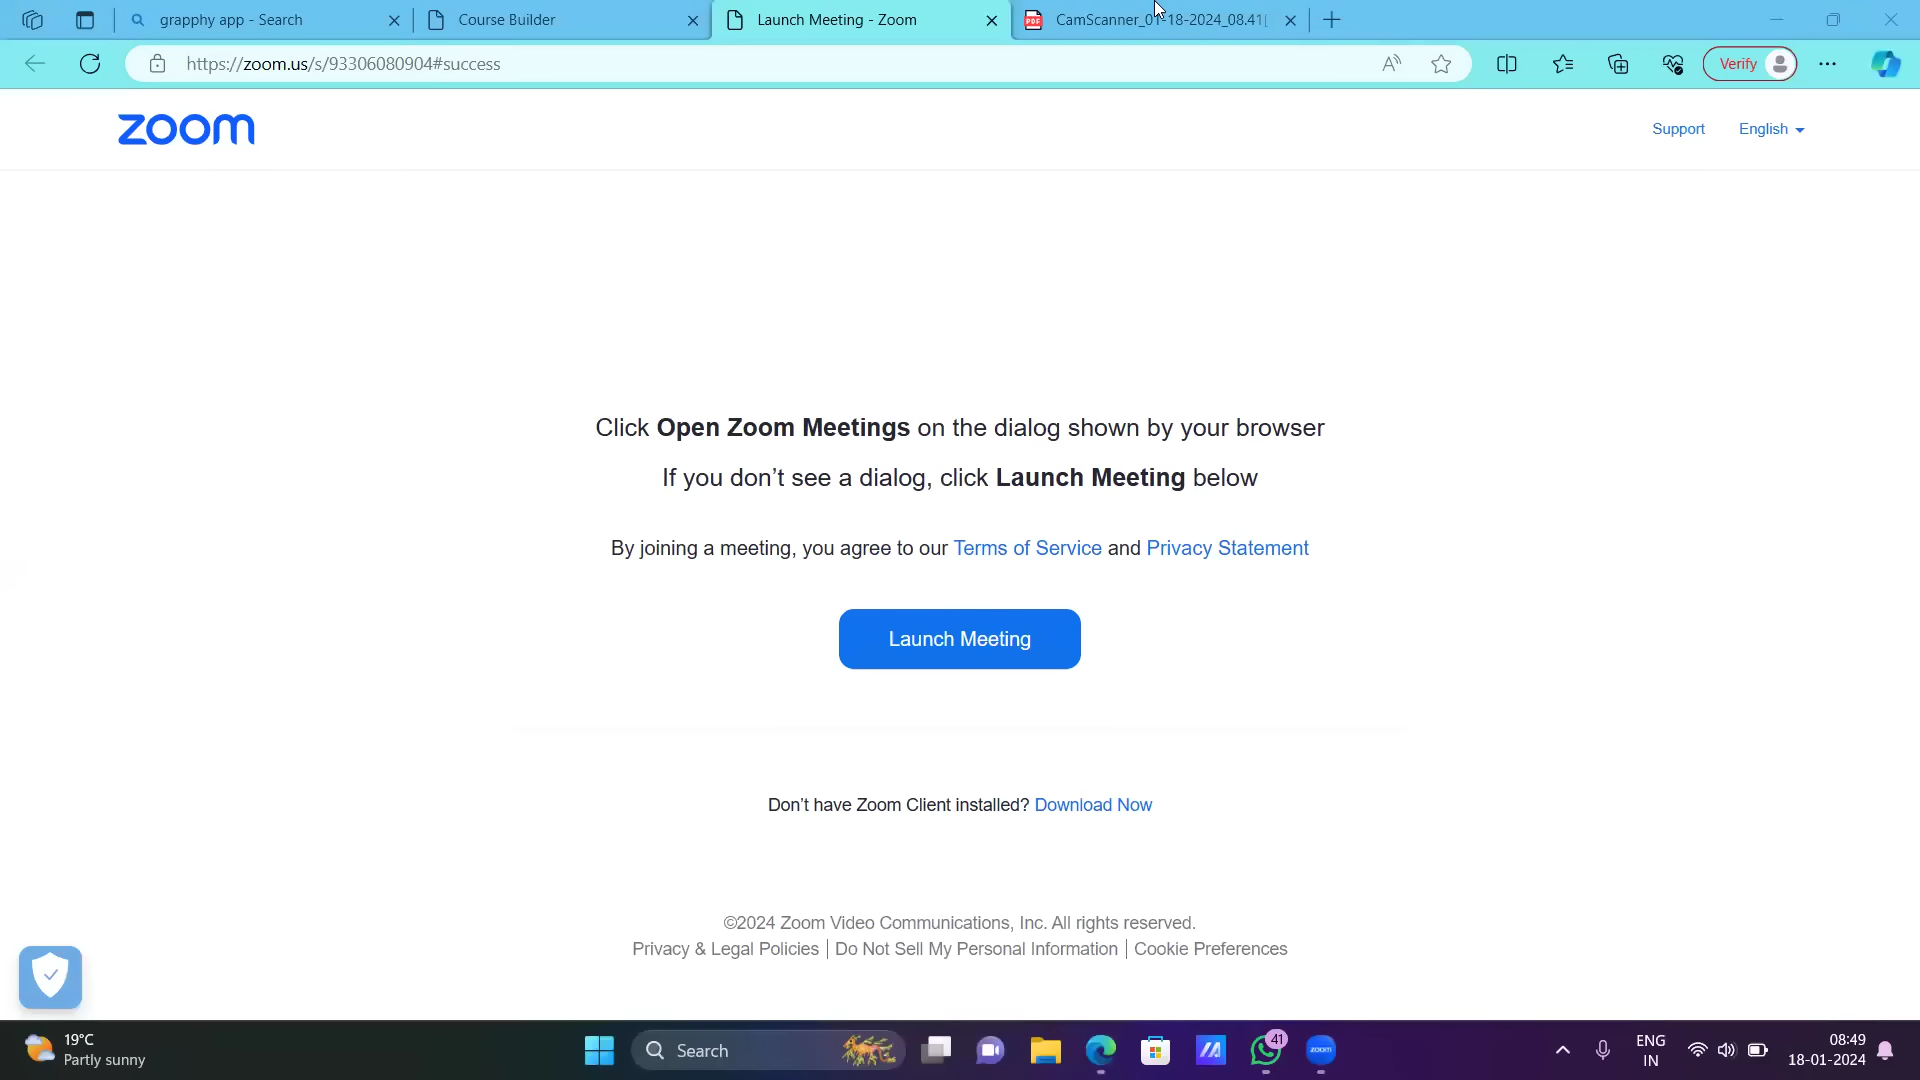 grapphy app - Search
Course Builder
Launch Meeting - Zoom
CamScanner_01-18-2024_08.41
https://zoom.us/s/93306080904#success
Verify
zoom
Support
English
Click Open Zoom Meetings on the dialog shown by your browser
If you don’t see a dialog, click Launch Meeting below
By joining a meeting, you agree to our Terms of Service and Privacy Statement
Launch Meeting
Don’t have Zoom Client installed? Download Now
©2024 Zoom Video Communications, Inc. All rights reserved.
Privacy & Legal Policies | Do Not Sell My Personal Information | Cookie Preferences
19°C
Partly sunny
Search
41
zoom
ENG
IN
08:49
18-01-2024